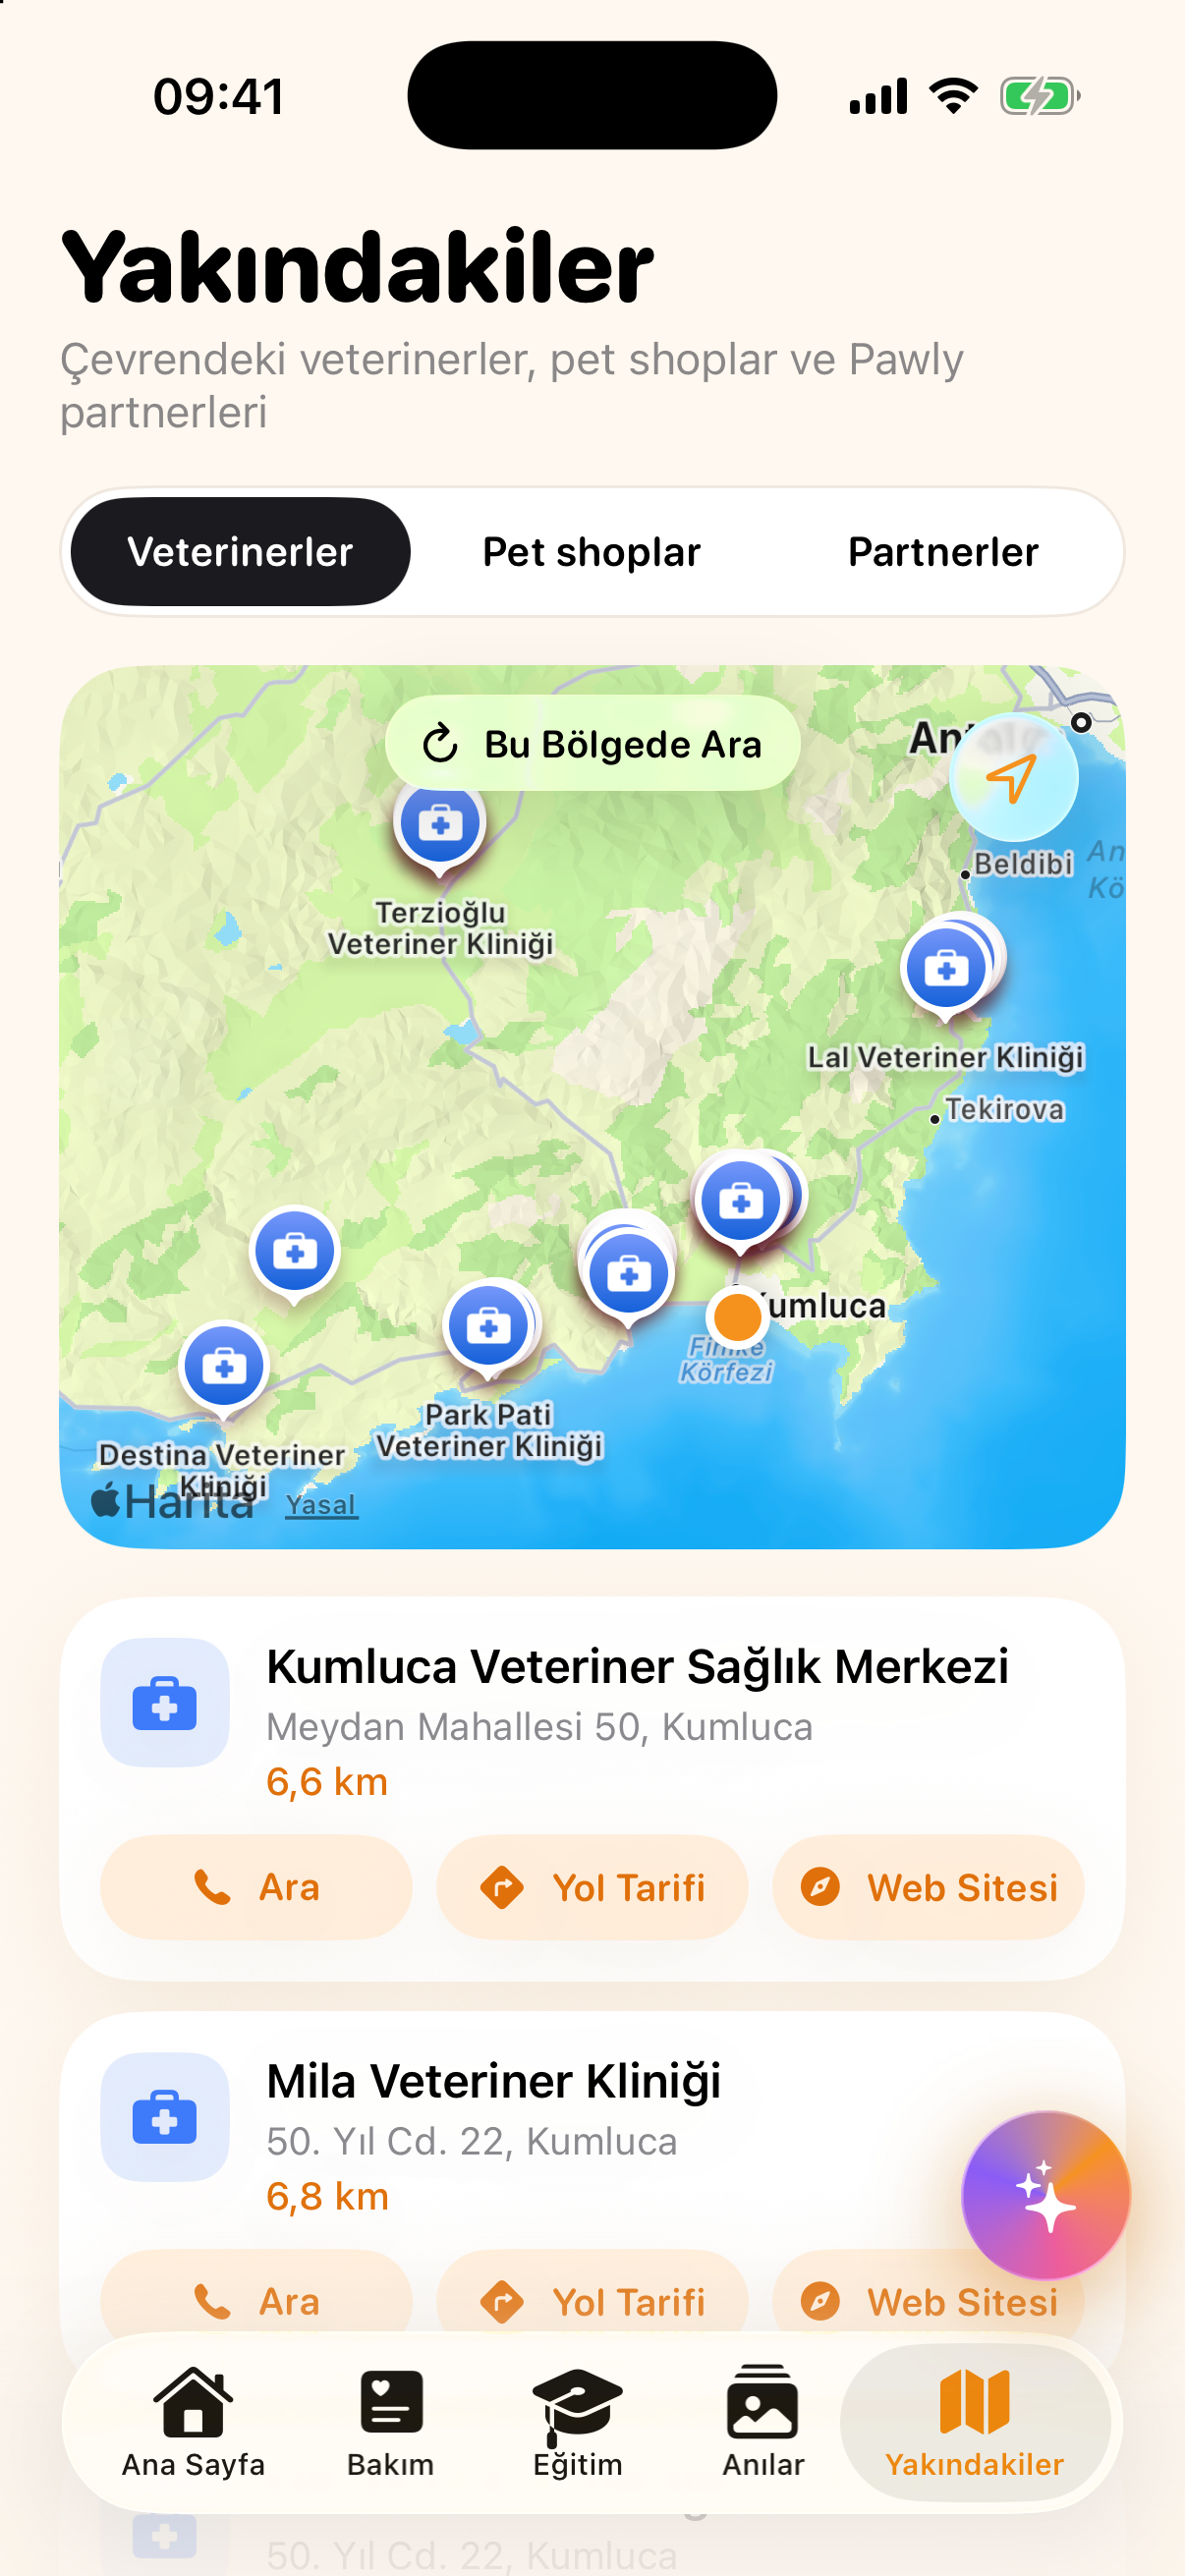 09:41
Yakındakiler
Çevrendeki veterinerler, pet shoplar ve Pawly
partnerleri
Veterinerler
Pet shoplar
Partnerler
Bu Bölgede Ara
Beldibi
Terzioğlu
Veteriner Kliniği
Lal Veteriner Kliniği
Tekirova
Kumluca
Finike
Körfezi
Park Pati
Veteriner Kliniği
Destina Veteriner
Kliniği
Harita
Yasal
Kumluca Veteriner Sağlık Merkezi
Meydan Mahallesi 50, Kumluca
6,6 km
Ara
Yol Tarifi
Web Sitesi
Mila Veteriner Kliniği
50. Yıl Cd. 22, Kumluca
6,8 km
Ara
Yol Tarifi
Web Sitesi
Ana Sayfa
Bakım
Eğitim
Anılar
Yakındakiler
50. Yıl Cd. 22, Kumluca